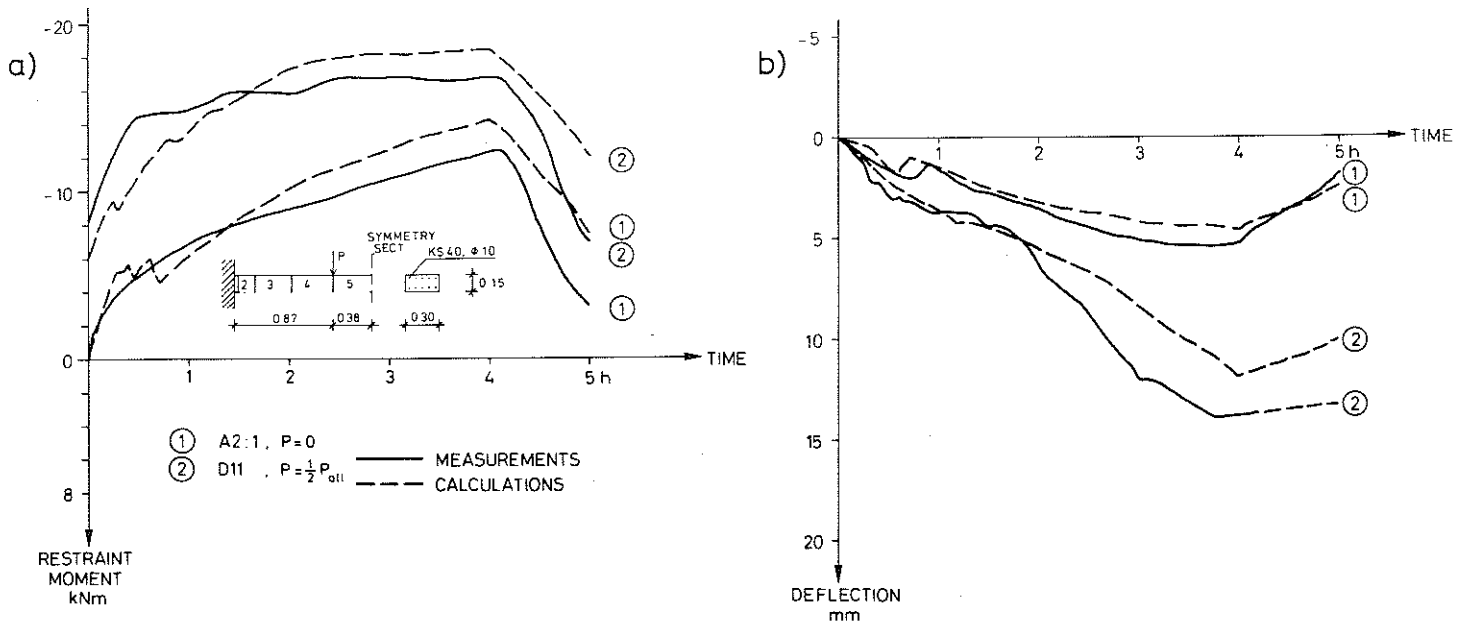 a)
-20
-10
0
8
1
2
3
4
5 h
TIME
RESTRAINT
MOMENT
kNm
2
1
2
1
P
SYMMETRY
SECT
KS 40, Φ 10
2
3
4
5
0.15
0.87
0.38
0.30
1 A2:1, P=0
2 D11, P=½ Pall
MEASUREMENTS
CALCULATIONS
b)
-5
0
5
10
15
20
1
2
3
4
5 h
TIME
1
1
2
2
DEFLECTION
mm